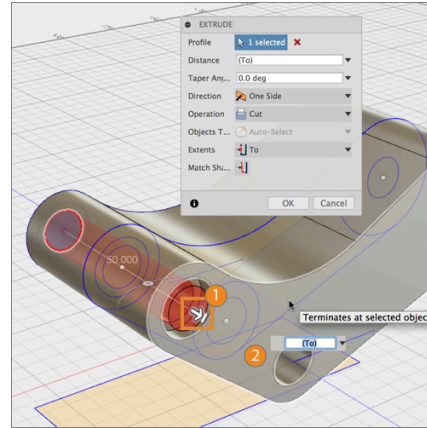 EXTRUDE
Profile 1 selected
Distance (To)
Taper Ang... 0.0 deg
Direction One Side
Operation Cut
Objects T... Auto-Select
Extents To
Match Sh...
OK Cancel
50.000
1
Terminates at selected objec
(To)
2